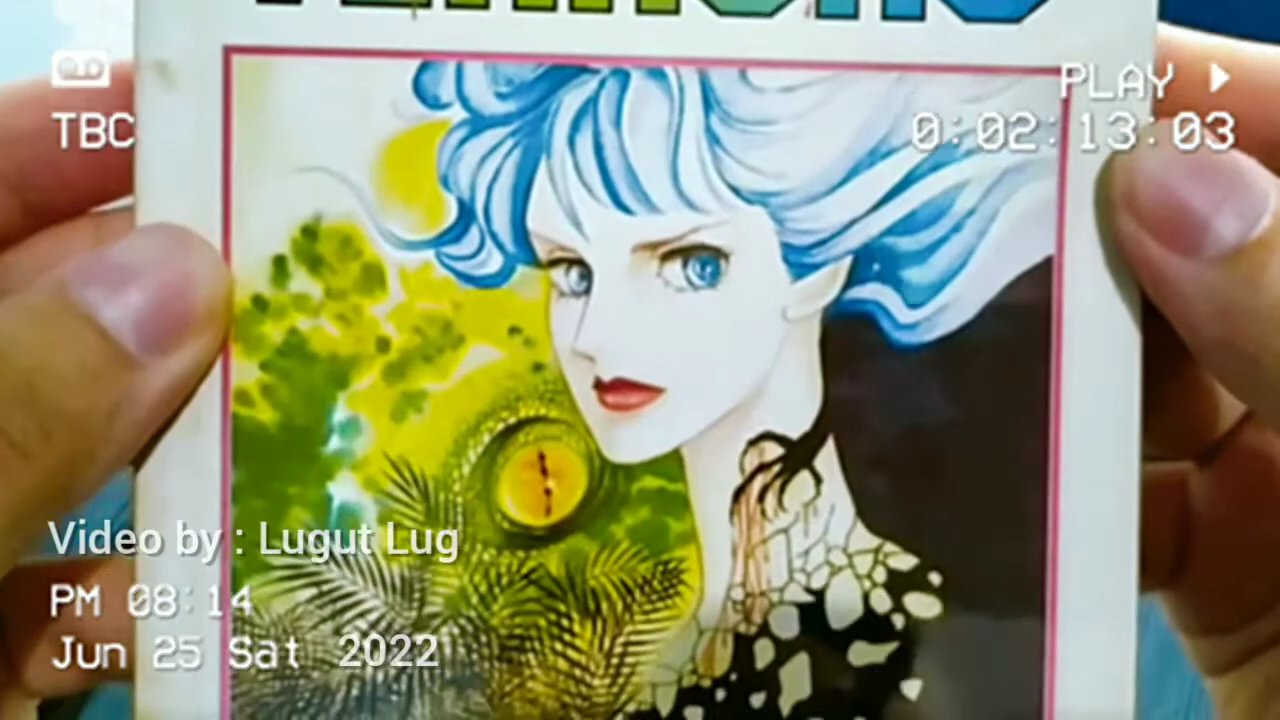 PLAY
TBC
0:02:13:03
Video by : Lugut Lug
PM 08:14
Jun 25 Sat 2022